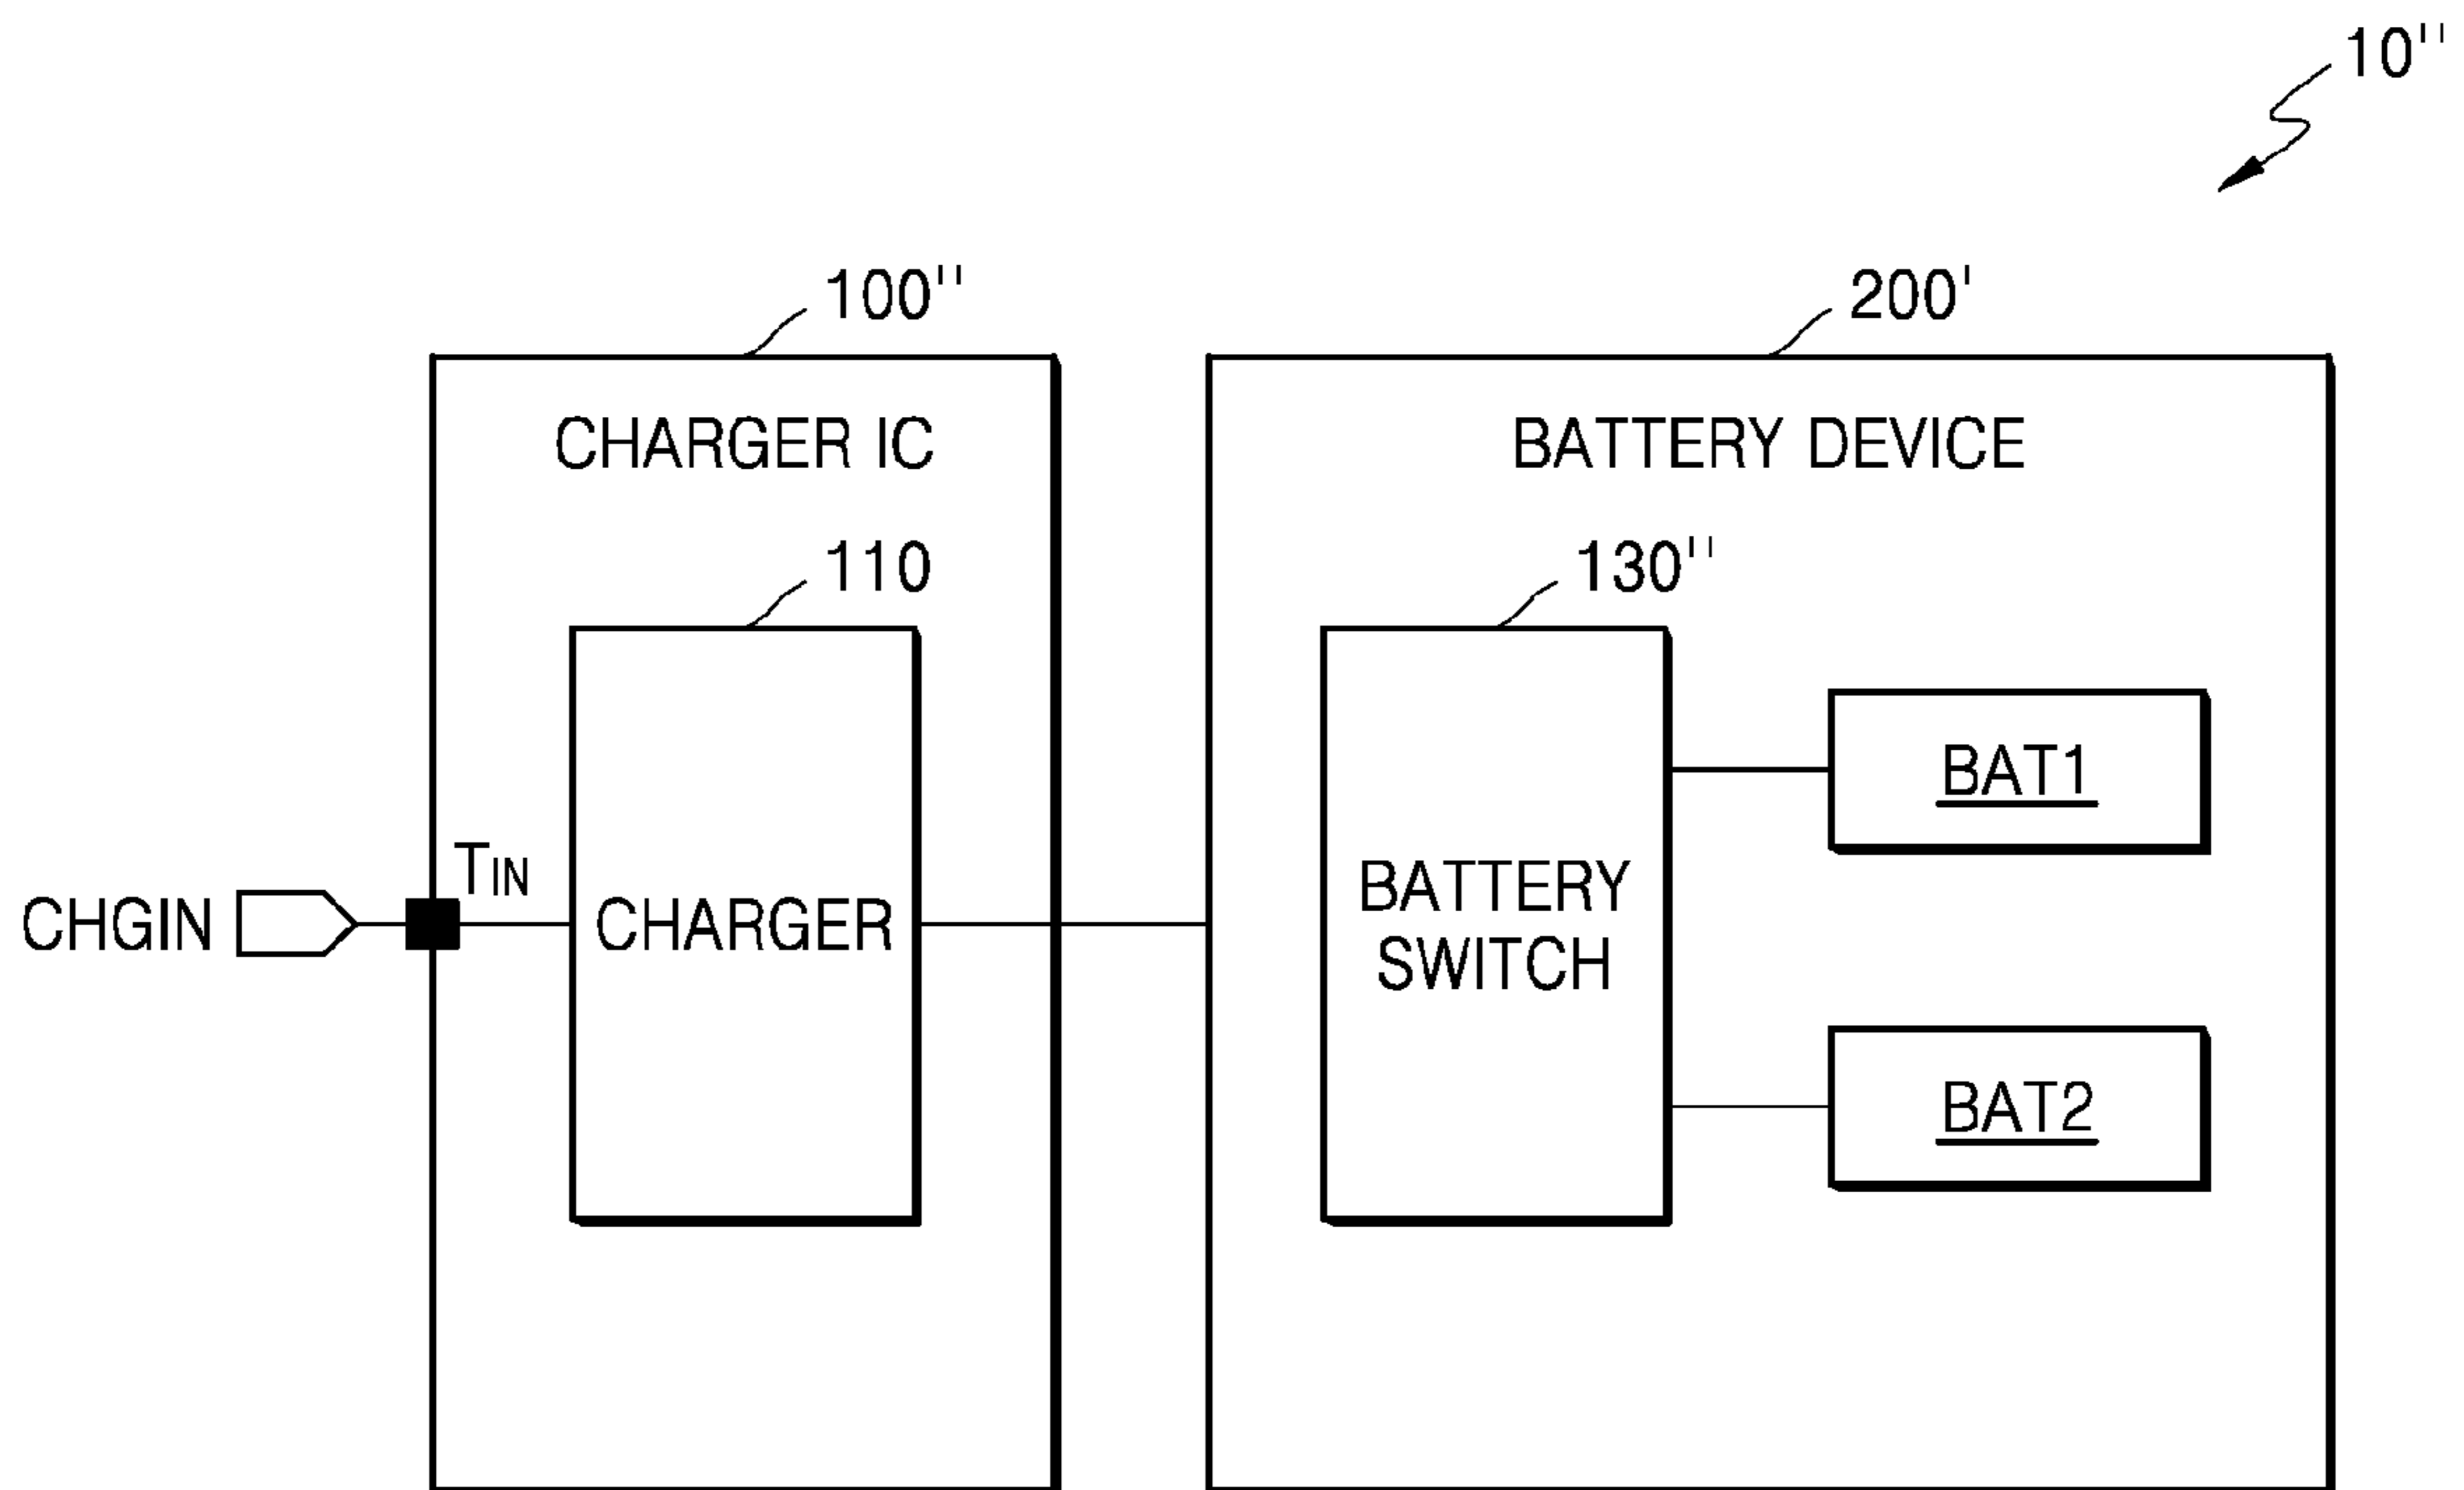 10''
100''
200'
CHARGER IC
BATTERY DEVICE
110
130''
BAT1
TIN
CHGIN
CHARGER
BATTERY
SWITCH
BAT2